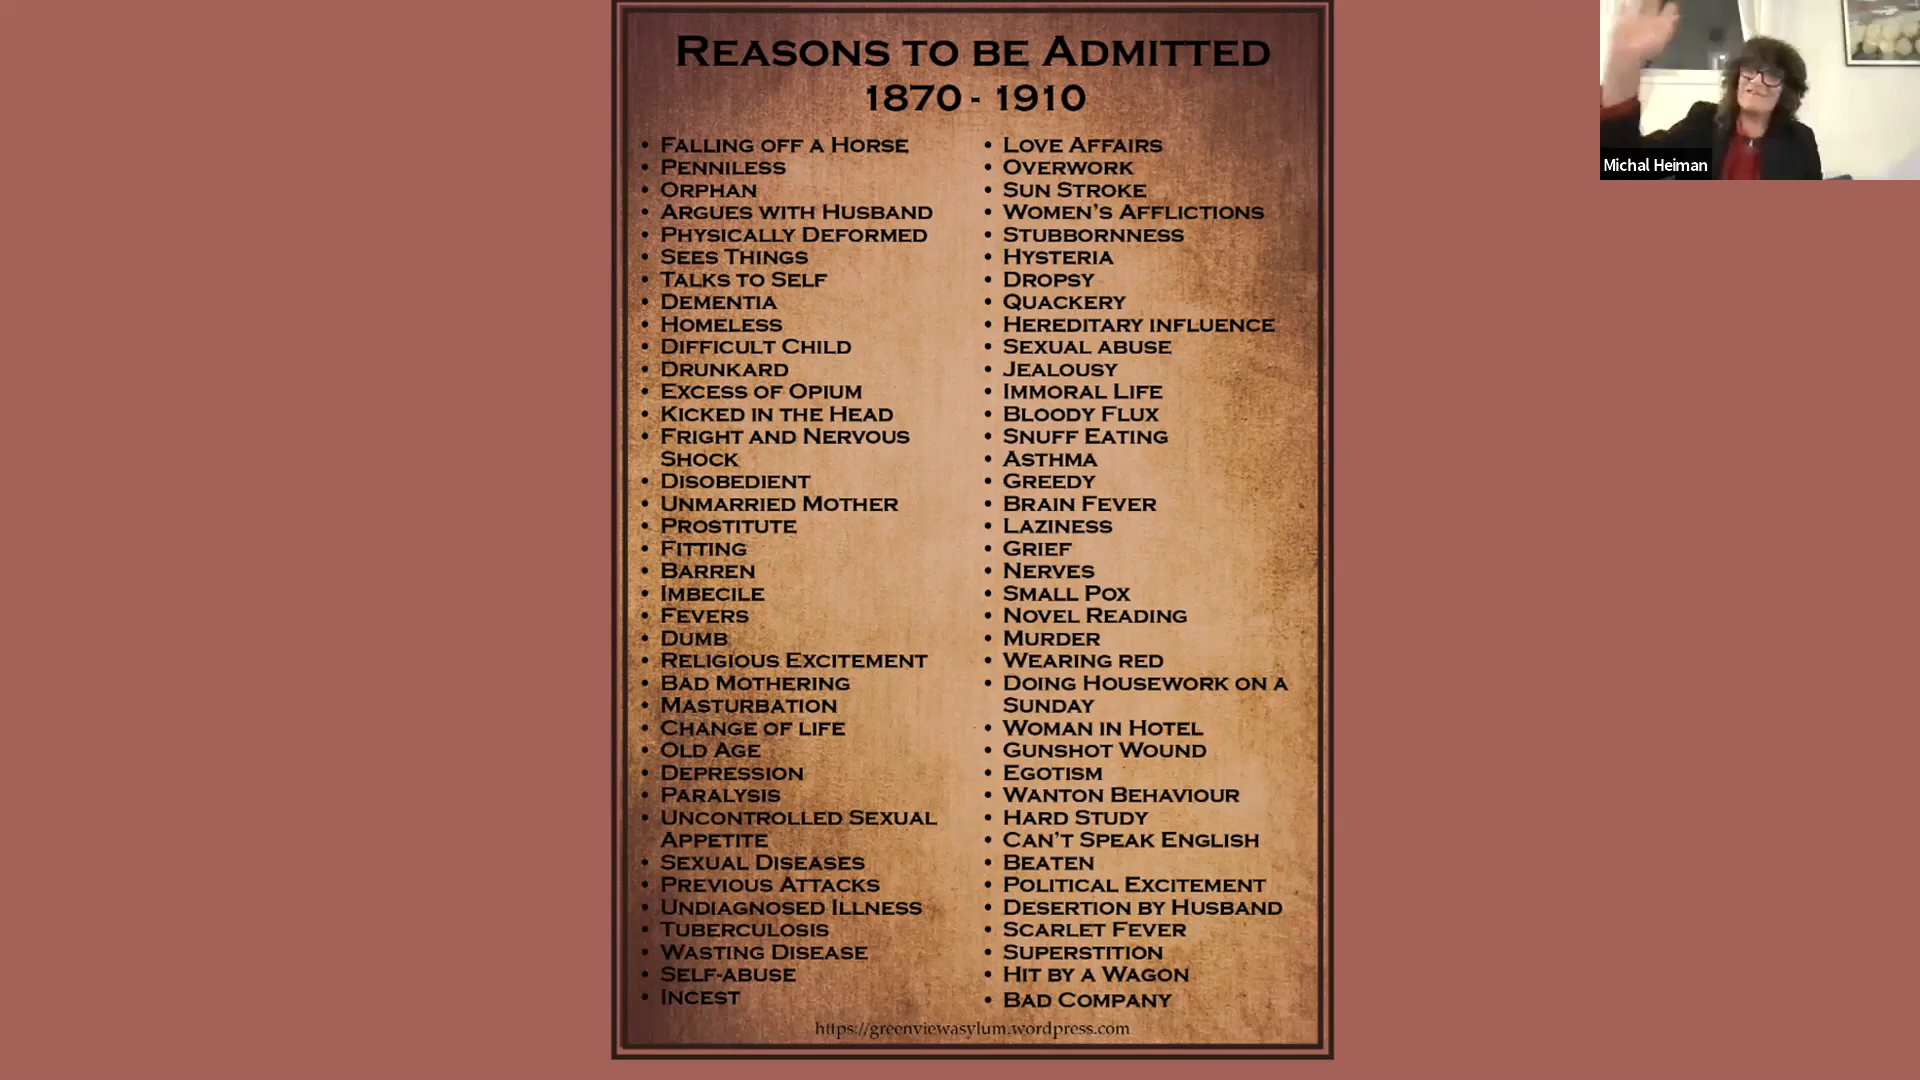 REASONS TO BE ADMITTED
1870 - 1910
• FALLING OFF A HORSE
• PENNILESS
• ORPHAN
• ARGUES WITH HUSBAND
• PHYSICALLY DEFORMED
• SEES THINGS
• TALKS TO SELF
• DEMENTIA
• HOMELESS
• DIFFICULT CHILD
• DRUNKARD
• EXCESS OF OPIUM
• KICKED IN THE HEAD
• FRIGHT AND NERVOUS
SHOCK
• DISOBEDIENT
• UNMARRIED MOTHER
• PROSTITUTE
• FITTING
• BARREN
• IMBECILE
• FEVERS
• DUMB
• RELIGIOUS EXCITEMENT
• BAD MOTHERING
• MASTURBATION
• CHANGE OF LIFE
• OLD AGE
• DEPRESSION
• PARALYSIS
• UNCONTROLLED SEXUAL
APPETITE
• SEXUAL DISEASES
• PREVIOUS ATTACKS
• UNDIAGNOSED ILLNESS
• TUBERCULOSIS
• WASTING DISEASE
• SELF-ABUSE
• INCEST
• LOVE AFFAIRS
• OVERWORK
• SUN STROKE
• WOMEN'S AFFLICTIONS
• STUBBORNNESS
• HYSTERIA
• DROPSY
• QUACKERY
• HEREDITARY INFLUENCE
• SEXUAL ABUSE
• JEALOUSY
• IMMORAL LIFE
• BLOODY FLUX
• SNUFF EATING
• ASTHMA
• GREEDY
• BRAIN FEVER
• LAZINESS
• GRIEF
• NERVES
• SMALL POX
• NOVEL READING
• MURDER
• WEARING RED
• DOING HOUSEWORK ON A
SUNDAY
• WOMAN IN HOTEL
• GUNSHOT WOUND
• EGOTISM
• WANTON BEHAVIOUR
• HARD STUDY
• CAN'T SPEAK ENGLISH
• BEATEN
• POLITICAL EXCITEMENT
• DESERTION BY HUSBAND
• SCARLET FEVER
• SUPERSTITION
• HIT BY A WAGON
• BAD COMPANY
https://greenviewasylum.wordpress.com
Michal Heiman